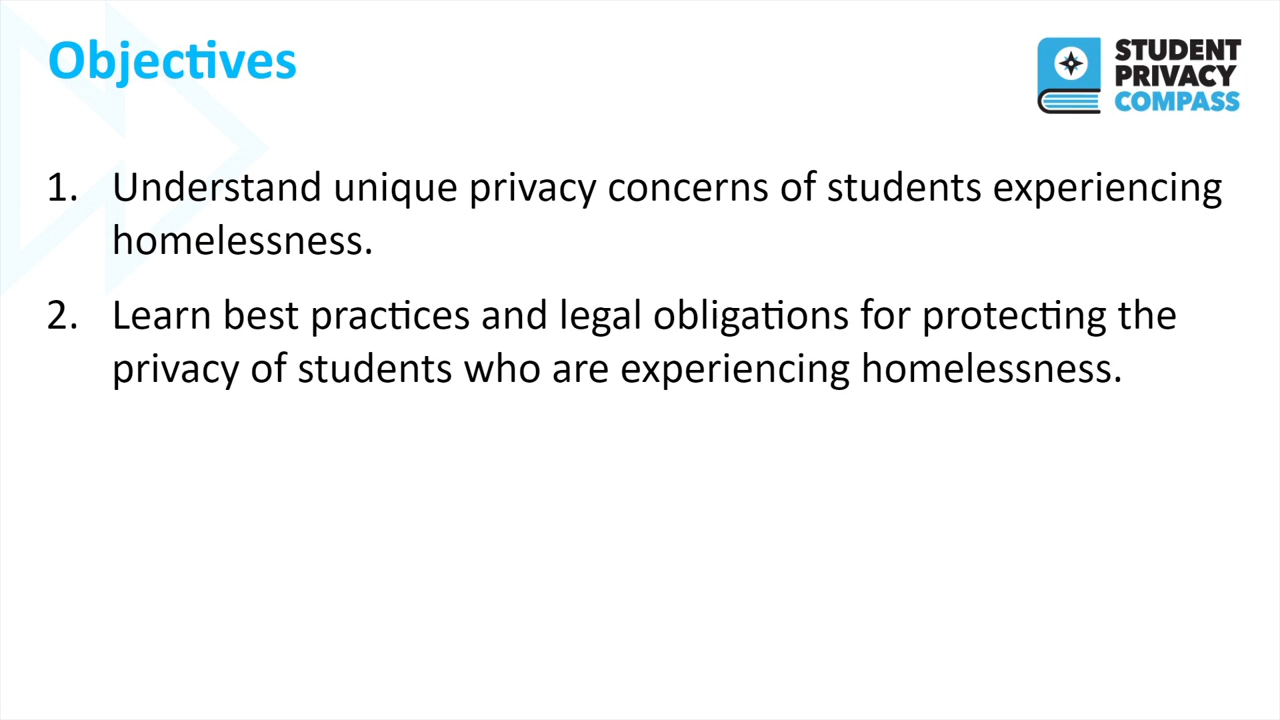 Objectives
STUDENT
PRIVACY
COMPASS
1. Understand unique privacy concerns of students experiencing
homelessness.
2. Learn best practices and legal obligations for protecting the
privacy of students who are experiencing homelessness.